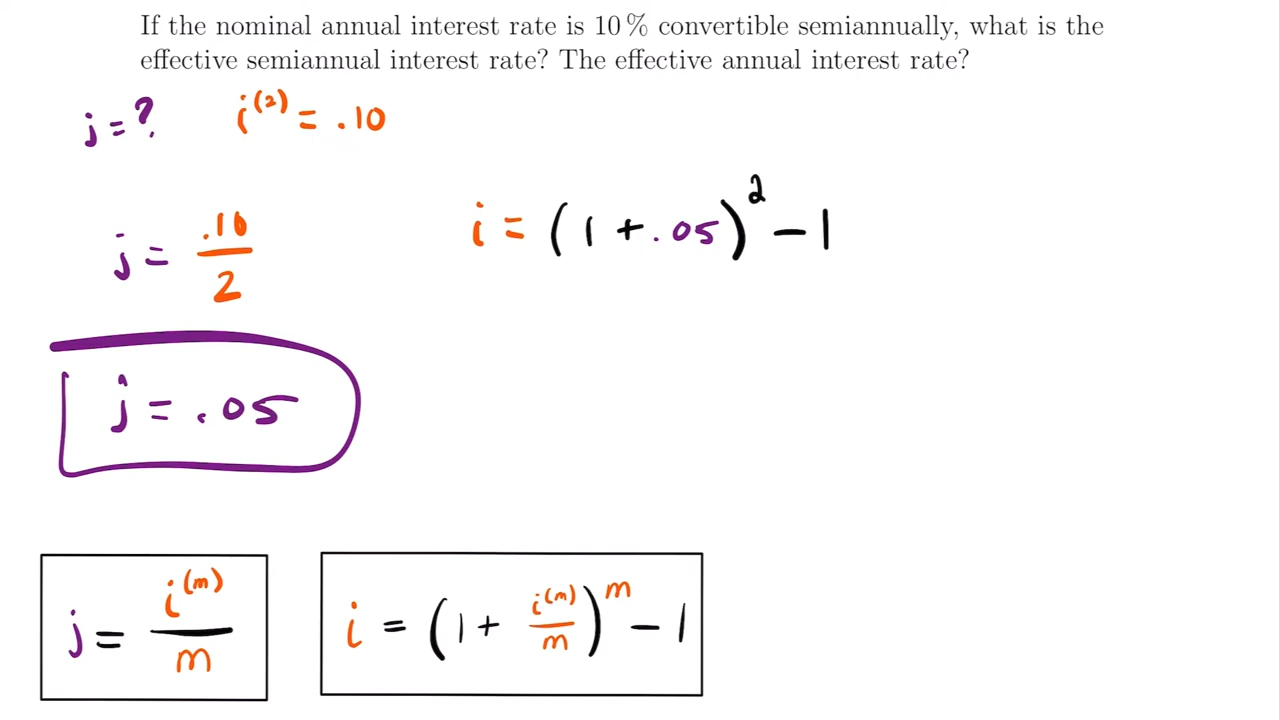 If the nominal annual interest rate is 10 % convertible semiannually, what is the
effective semiannual interest rate? The effective annual interest rate?
j = ? i^(2) = .10
j = .10/2
i = (1 + .05)^2 - 1
j = .05
j = i^(m)/m
i = (1 + i^(m)/m)^m - 1